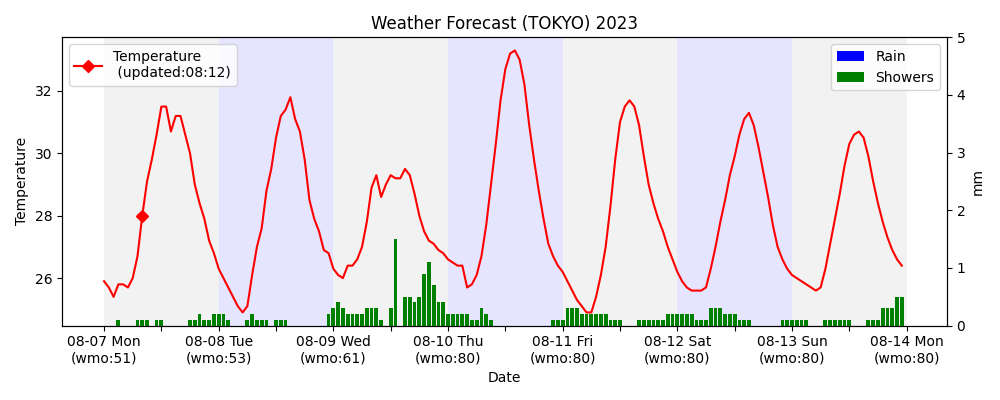 Weather Forecast (TOKYO) 2023
Temperature
(updated:08:12)
Rain
Showers
Temperature
32
30
28
26
5
4
3
2
1
0
mm
08-07 Mon
(wmo:51)
08-08 Tue
(wmo:53)
08-09 Wed
(wmo:61)
08-10 Thu
(wmo:80)
08-11 Fri
(wmo:80)
08-12 Sat
(wmo:80)
08-13 Sun
(wmo:80)
08-14 Mon
(wmo:80)
Date